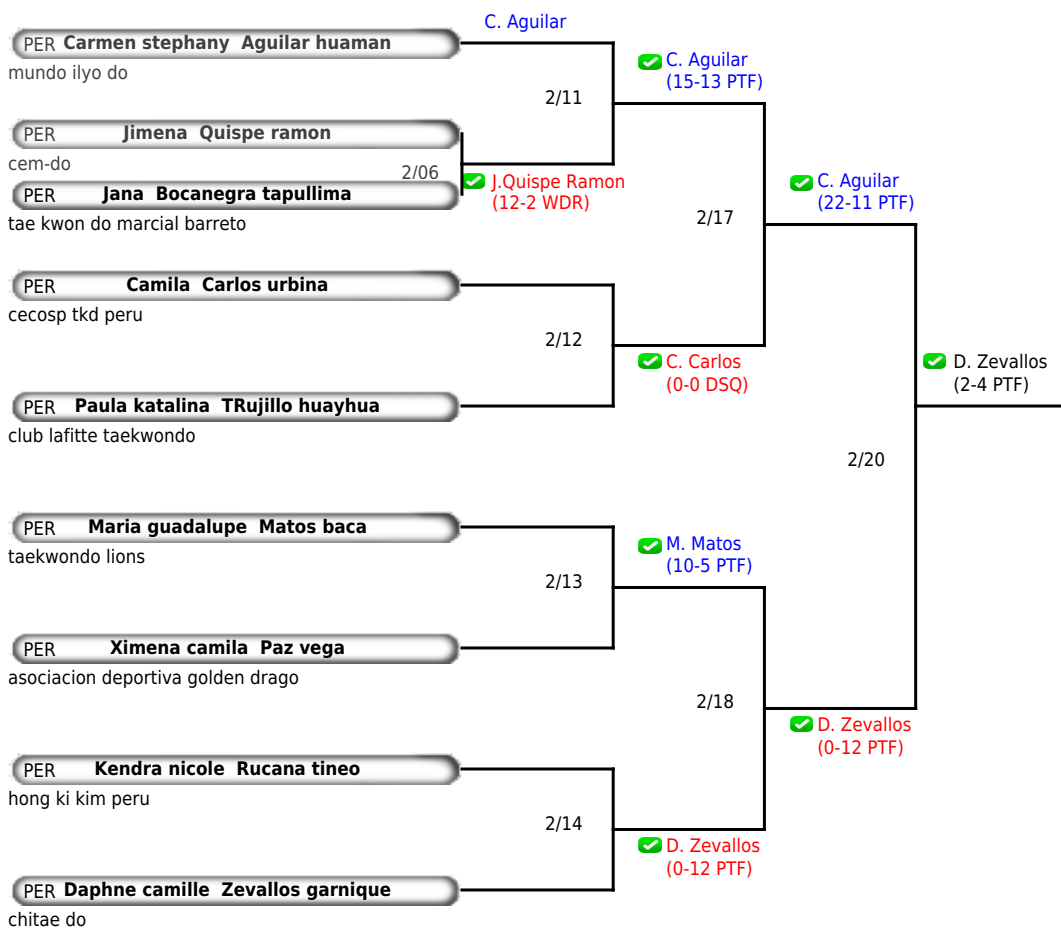 C. Aguilar
PER Carmen stephany Aguilar huaman
mundo ilyo do
C. Aguilar
(15-13 PTF)
2/11
PER Jimena Quispe ramon
cem-do
2/06
J.Quispe Ramon
(12-2 WDR)
PER Jana Bocanegra tapullima
tae kwon do marcial barreto
C. Aguilar
(22-11 PTF)
2/17
PER Camila Carlos urbina
cecosp tkd peru
2/12
C. Carlos
(0-0 DSQ)
D. Zevallos
(2-4 PTF)
PER Paula katalina TRujillo huayhua
club lafitte taekwondo
2/20
PER Maria guadalupe Matos baca
taekwondo lions
M. Matos
(10-5 PTF)
2/13
PER Ximena camila Paz vega
asociacion deportiva golden drago
2/18
D. Zevallos
(0-12 PTF)
PER Kendra nicole Rucana tineo
hong ki kim peru
2/14
D. Zevallos
(0-12 PTF)
PER Daphne camille Zevallos garnique
chitae do